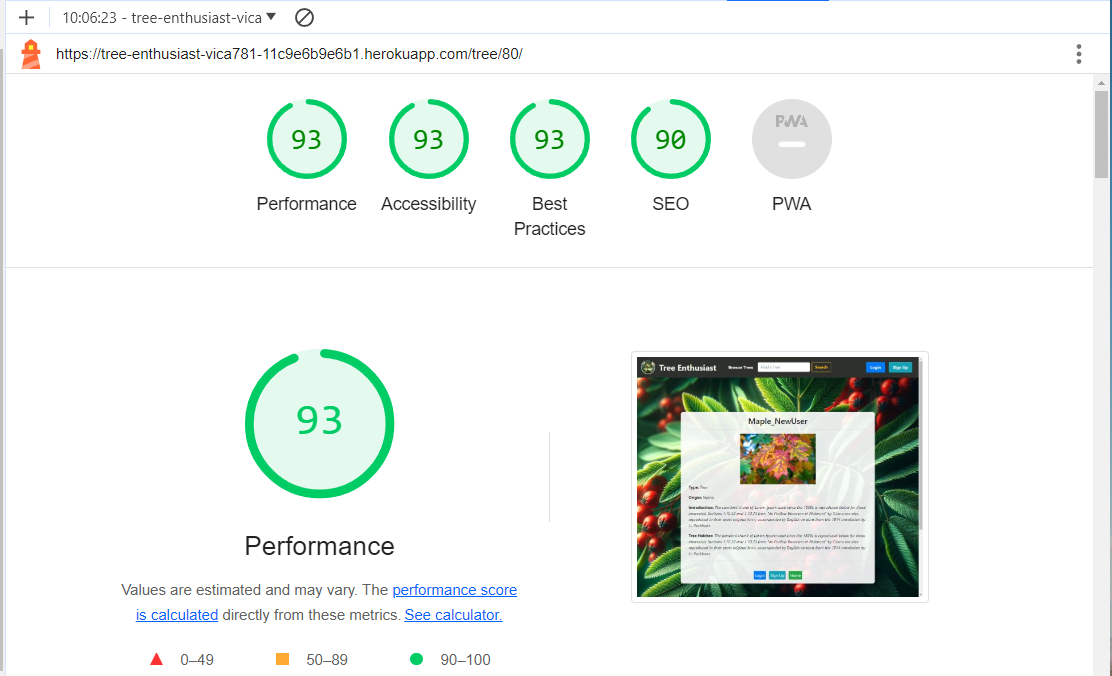 10:06:23 - tree-enthusiast-vica
https://tree-enthusiast-vica781-11c9e6b9e6b1.herokuapp.com/tree/80/
93 93 93 90 PWA
Performance Accessibility Best Practices SEO PWA
93
Performance
Values are estimated and may vary. The performance score
is calculated directly from these metrics. See calculator.
0–49 50–89 90–100
Tree Enthusiast Browse Trees Find a Tree Search Login Sign Up
Maple_NewUser
Type: Tree
Origin:
Introduction:
Tree Habitat:
Login Sign Up Home